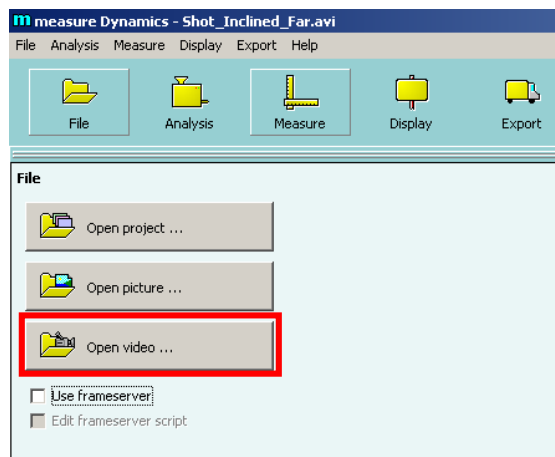 m measure Dynamics - Shot_Inclined_Far.avi
File Analysis Measure Display Export Help
File Analysis Measure Display Export
File
Open project ...
Open picture ...
Open video ...
Use frameserver
Edit frameserver script